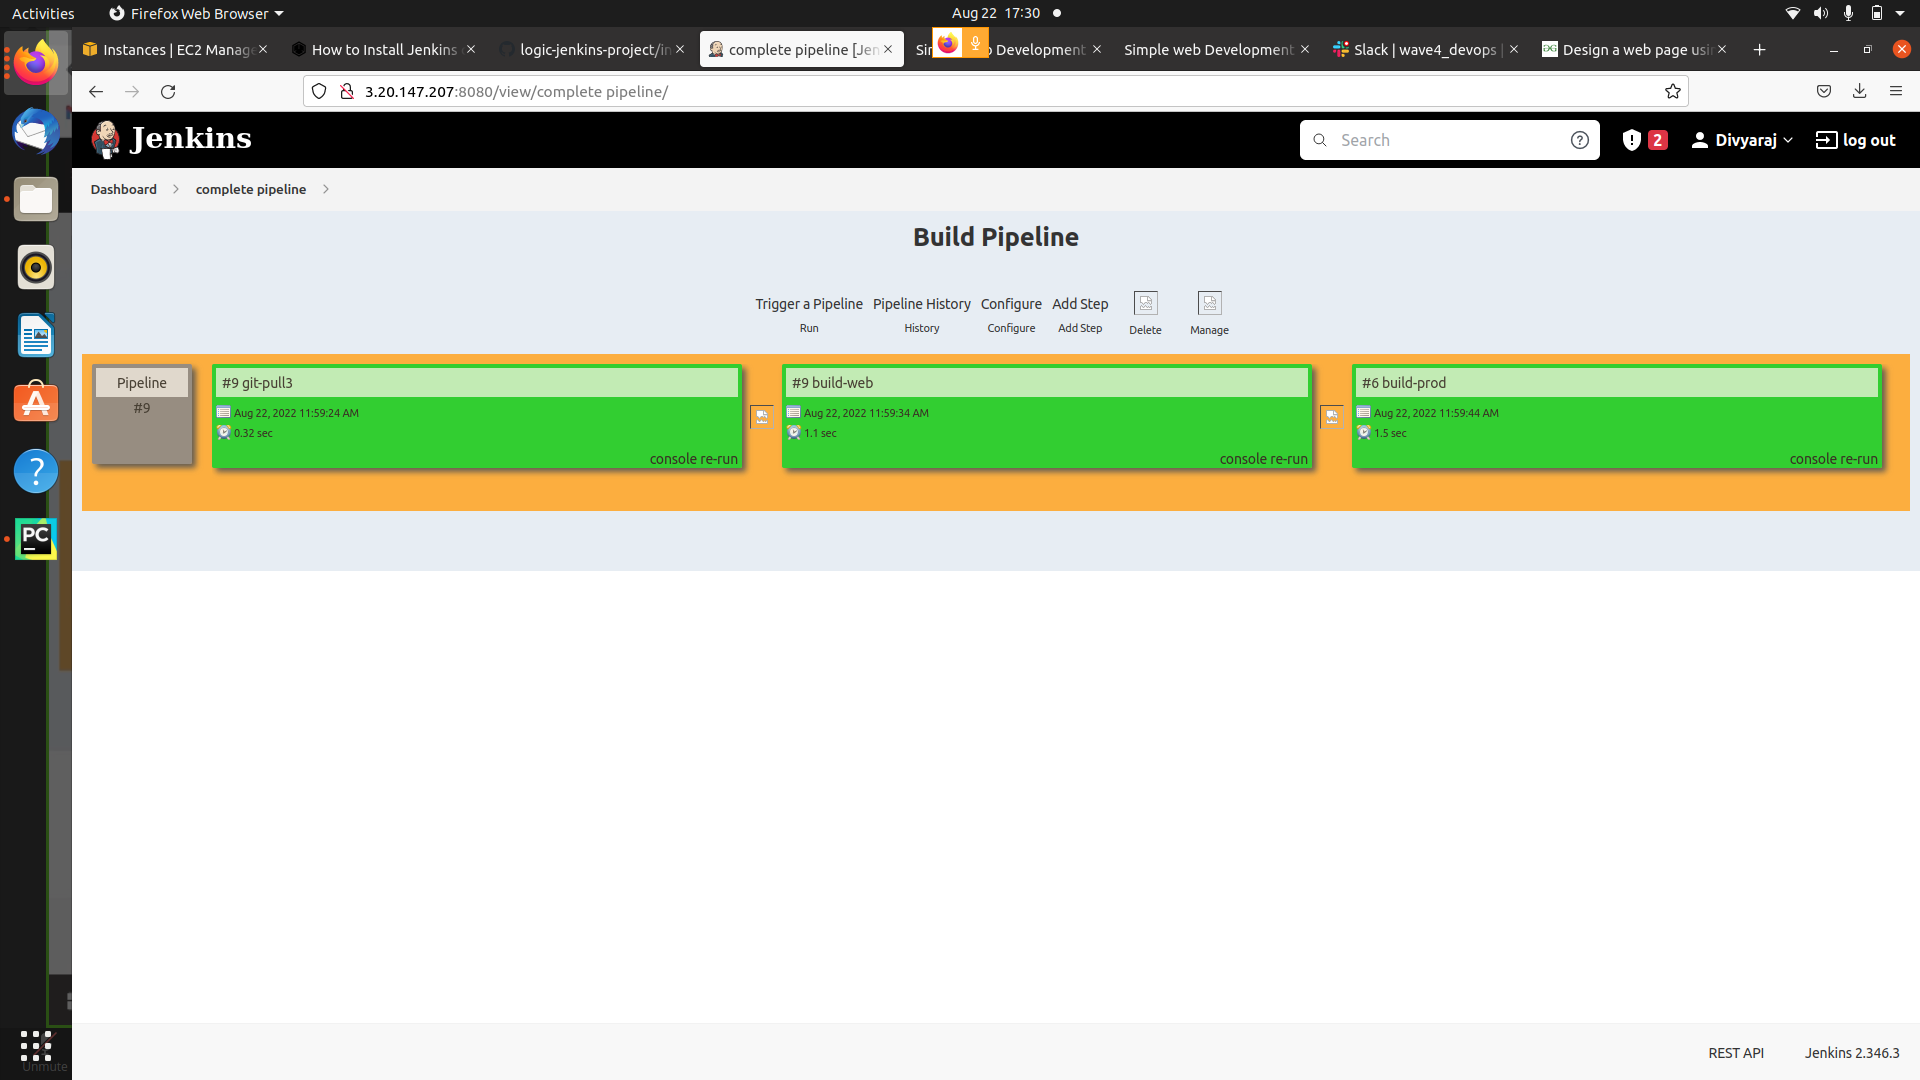 Activities Firefox Web Browser Aug 22 17:30
Instances | EC2 Manage How to Install Jenkins logic-jenkins-project/in complete pipeline [Jen Development Simple web Development Slack | wave4_devops | Design a web page usin
3.20.147.207:8080/view/complete pipeline/
Jenkins Search 2 Divyaraj log out
Dashboard complete pipeline
Build Pipeline
Trigger a Pipeline Pipeline History Configure Add Step
Run History Configure Add Step Delete Manage
Pipeline #9 git-pull3 #9 build-web #6 build-prod
#9 Aug 22, 2022 11:59:24 AM Aug 22, 2022 11:59:34 AM Aug 22, 2022 11:59:44 AM
0.32 sec 1.1 sec 1.5 sec
console re-run console re-run console re-run
PC
REST API Jenkins 2.346.3
Unmute